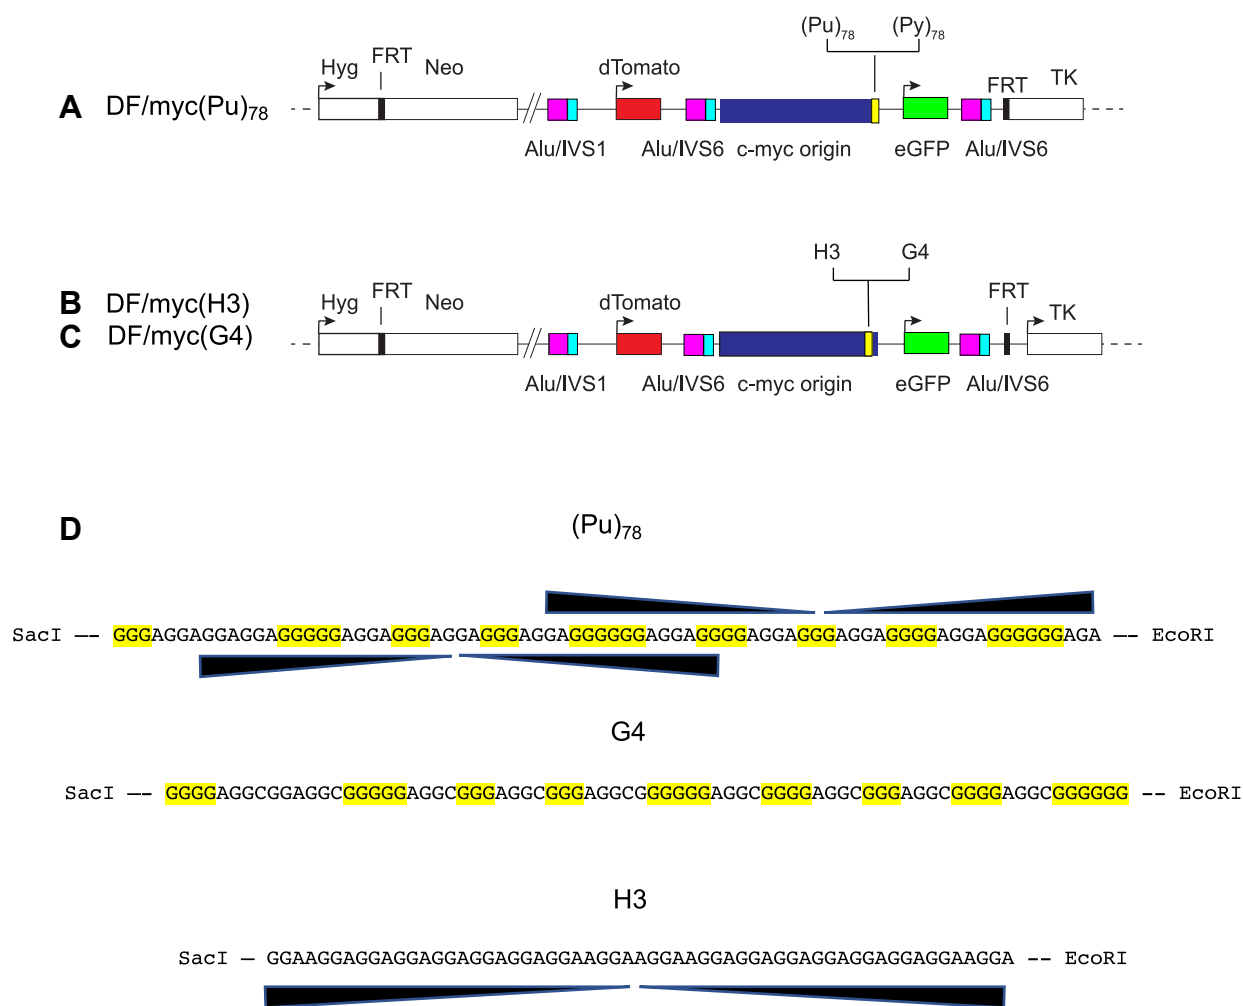 (Pu)78 (Py)78
Hyg FRT Neo dTomato FRT TK
A DF/myc(Pu)78
Alu/IVS1 Alu/IVS6 c-myc origin eGFP Alu/IVS6
H3 G4
Hyg FRT Neo dTomato FRT TK
B DF/myc(H3)
C DF/myc(G4)
Alu/IVS1 Alu/IVS6 c-myc origin eGFP Alu/IVS6
D (Pu)78
SacI -- GGGAGGAGGAGGAGGGGGAGGAGGGAGGAGGGAGGAGGGGGGAGGAGGGGAGGAGGGAGGAGGGGAGGAGGGGGGAGA -- EcoRI
G4
SacI -- GGGGAGGCGGAGGCGGGGGAGGCGGGAGGCGGGAGGCGGGGGGAGGCGGGGAGGCGGGAGGCGGGGAGGCGGGGGG -- EcoRI
H3
SacI — GGAAGGAGGAGGAGGAGGAGGAGGAAGGAAGGAAGGAGGAGGAGGAGGAGGAGGAAGGA -- EcoRI